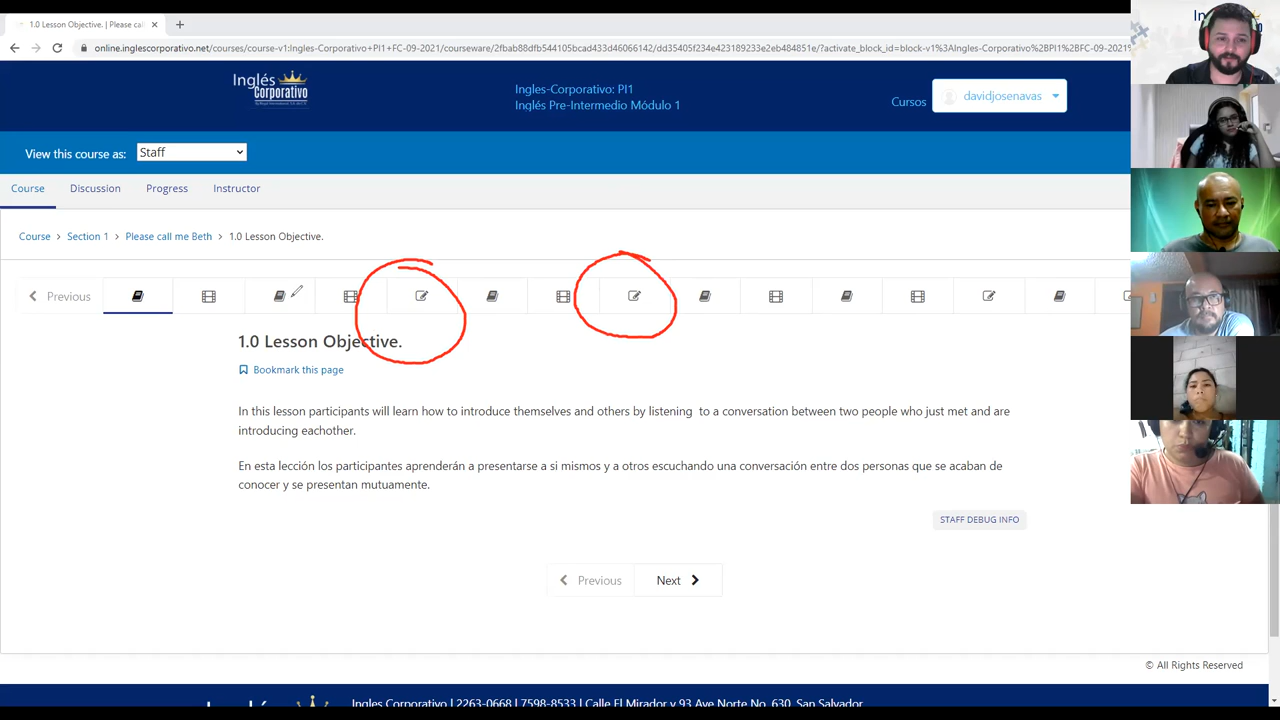 1.0 Lesson Objective. | Please cal
online.inglescorporativo.net/courses/course-v1:Ingles-Corporativo+PI1+FC-09-2021/courseware/2fbab88dfb544105bcad433d46066142/dd35405f234e423189233e2eb484851e/?activate_block_id=block-v1%3AIngles-Corporativo%2BPI1%2BFC-09-2021%
Inglés
Corporativo
Ingles-Corporativo: PI1
Inglés Pre-Intermedio Módulo 1
Cursos
davidjosenavas
View this course as: Staff
Course Discussion Progress Instructor
Course > Section 1 > Please call me Beth > 1.0 Lesson Objective.
Previous
1.0 Lesson Objective.
Bookmark this page
In this lesson participants will learn how to introduce themselves and others by listening to a conversation between two people who just met and are
introducing eachother.
En esta lección los participantes aprenderán a presentarse a si mismos y a otros escuchando una conversación entre dos personas que se acaban de
conocer y se presentan mutuamente.
STAFF DEBUG INFO
Previous Next
© All Rights Reserved
Ingles Corporativo | 2263-0668 | 7598-8533 | Calle El Mirador y 93 Ave Norte No. 630, San Salvador